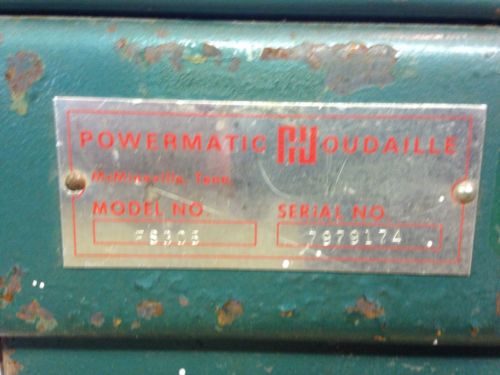 POWERMATIC HOUDAILLE
McMinnville, Tenn.
MODEL NO. SERIAL NO
7979174